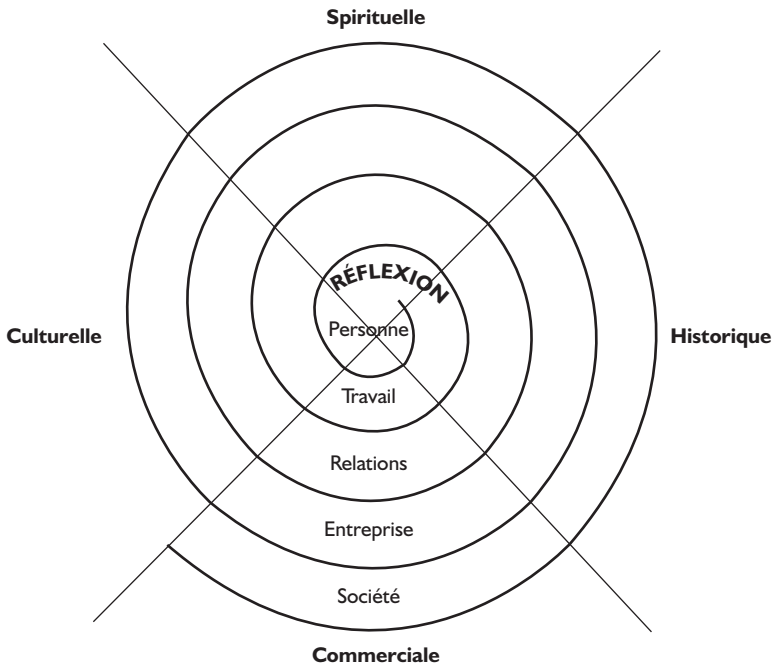 Spirituelle
RÉFLEXION
Personne
Culturelle
Historique
Travail
Relations
Entreprise
Société
Commerciale